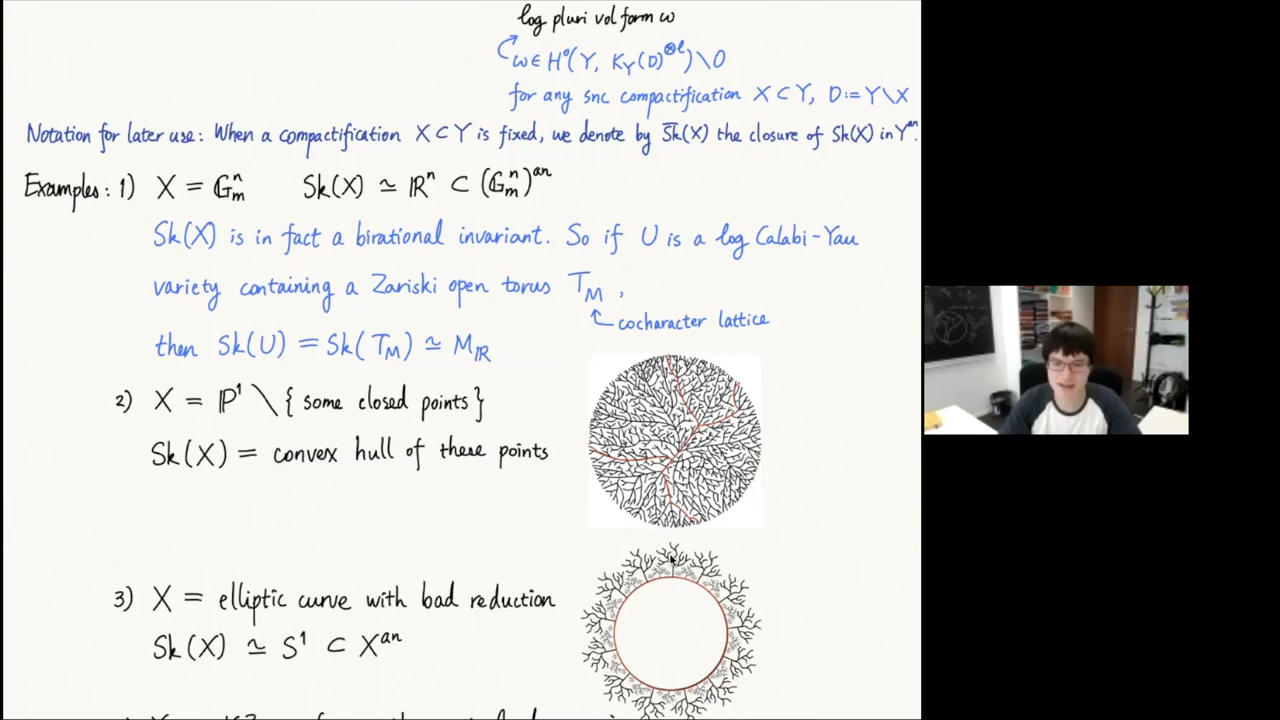 log pluri vol form ω
ω∈H⁰(Y, K_Y(D)^{⊗ℓ})\0
for any snc compactification X⊂Y, D:=Y\X
Notation for later use: When a compactification X⊂Y is fixed, we denote by S̅k̅(X) the closure of Sk(X) in Y^{an}.
Examples: 1) X = 𝔾_m^n Sk(X) ≃ ℝ^n ⊂ (𝔾_m^n)^{an}
Sk(X) is in fact a birational invariant. So if U is a log Calabi-Yau
variety containing a Zariski open torus T_M,
cocharacter lattice
then Sk(U) = Sk(T_M) ≃ M_ℝ
2) X = ℙ¹ \ { some closed points }
Sk(X) = convex hull of these points
3) X = elliptic curve with bad reduction
Sk(X) ≃ S¹ ⊂ X^{an}